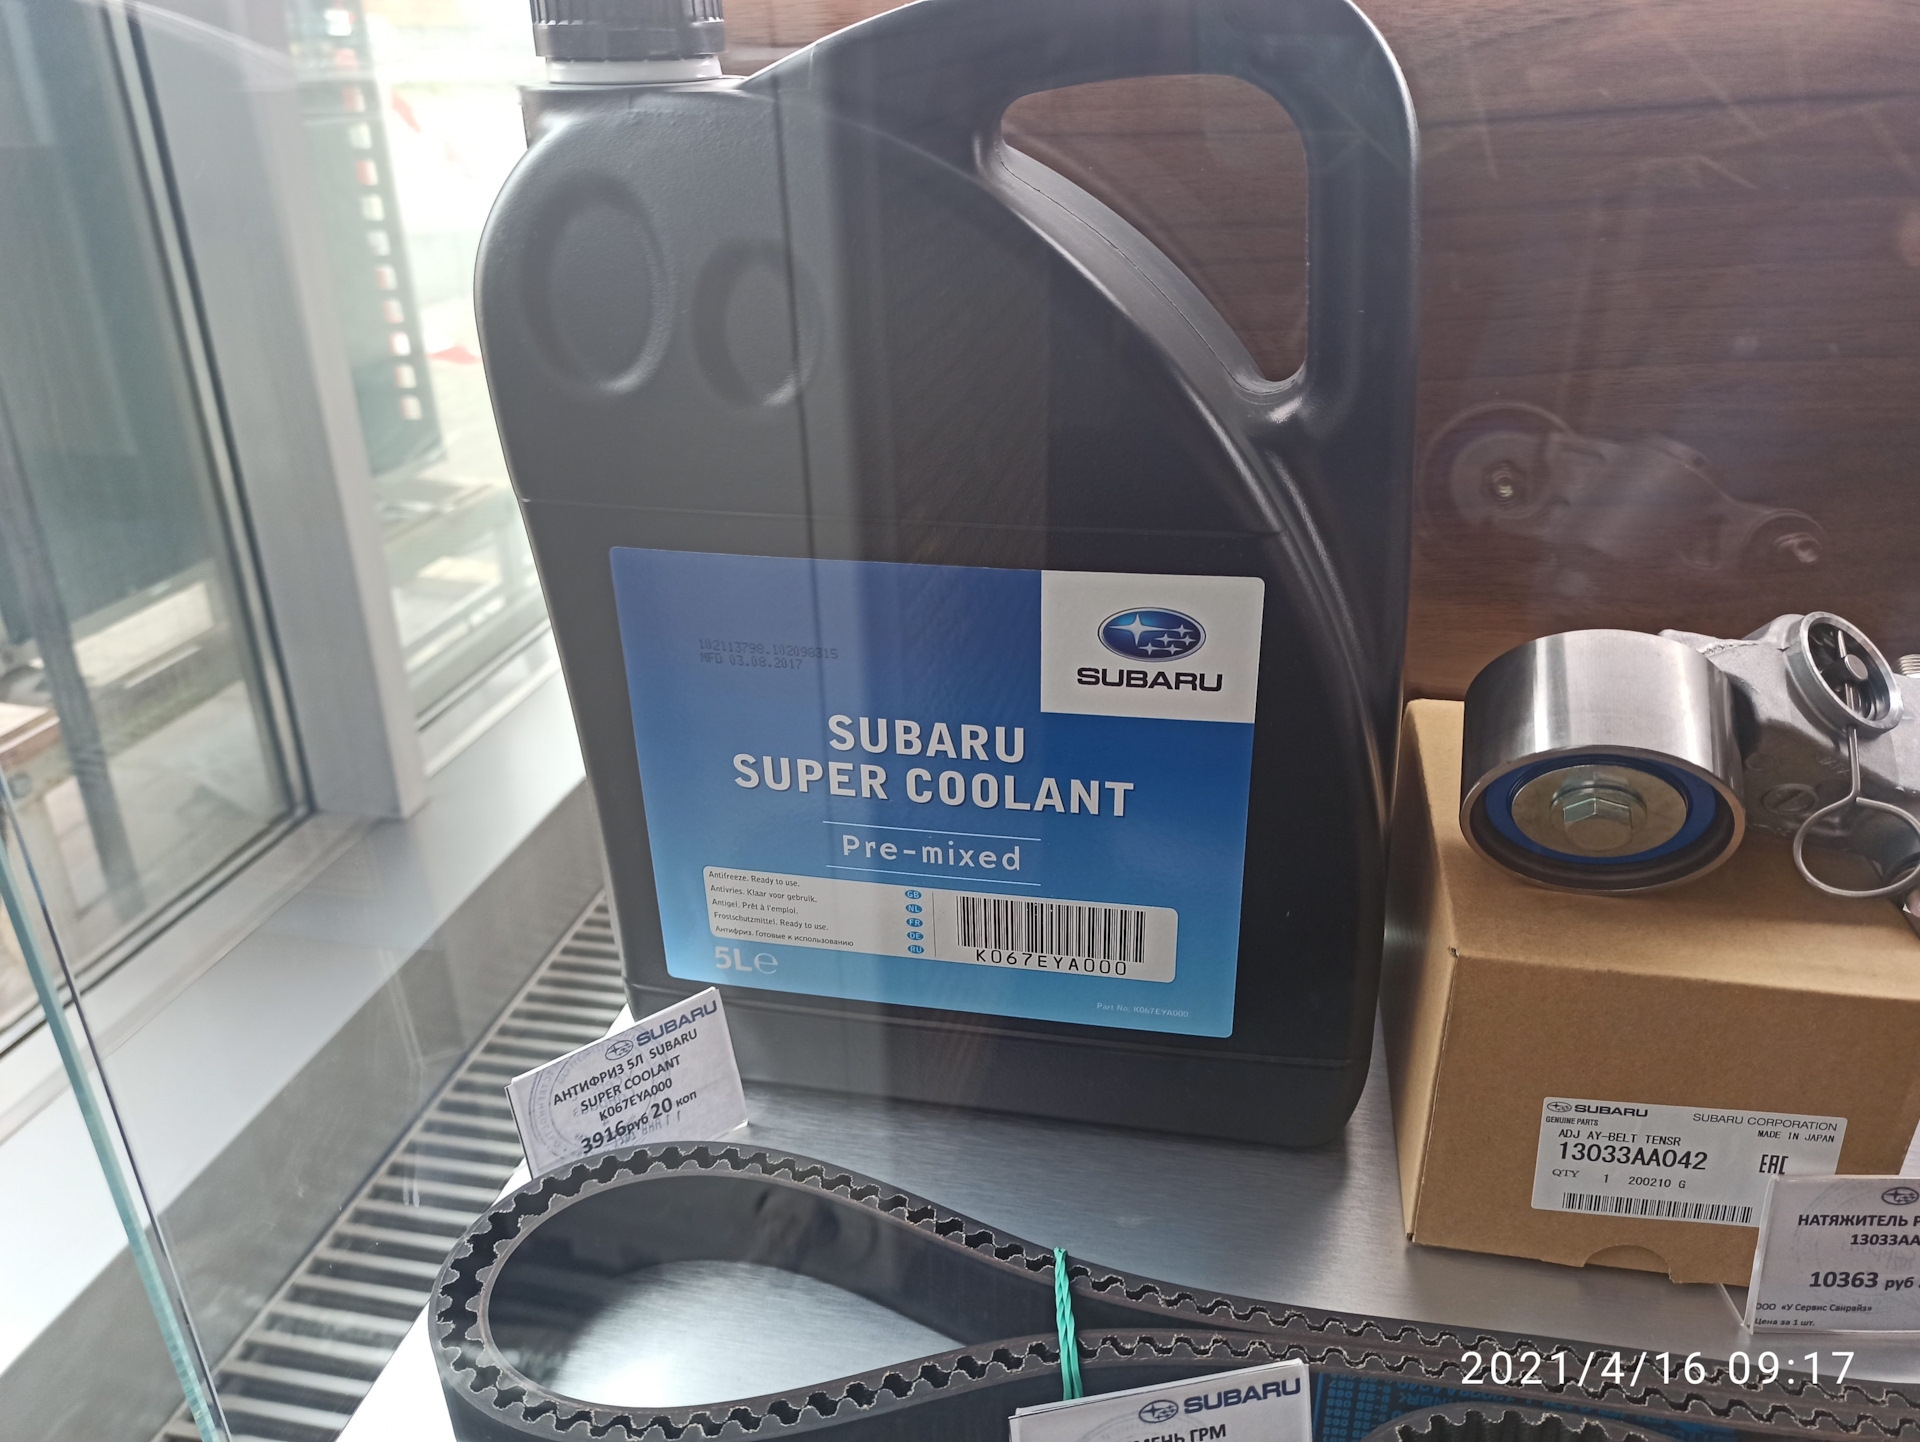 102113798.102098315
MFD 03.08.2017
SUBARU
SUBARU
SUPER COOLANT
Pre-mixed
Antifreeze. Ready to use.
GB
Antivries. Klaar voor gebruik.
NL
Antigel. Prêt à l'emploi.
FR
Frostschutzmittel. Ready to use.
DE
Антифриз. Готовые к использованию
RU
K067EYA000
5L℮
Part No: K067EYA000
SUBARU
АНТИФРИЗ 5Л SUBARU
SUPER COOLANT
K067EYA000
3916руб 20 коп
SUBARU
GENUINE PARTS
SUBARU CORPORATION
MADE IN JAPAN
ADJ AY-BELT TENSR
13033AA042
EAC
QTY 1 200210 G
НАТЯЖИТЕЛЬ
13033AA
10363 руб
ООО «У Сервис Санрайз»
Цена за 1 шт.
SUBARU
ГРМ
2021/4/16 09:17